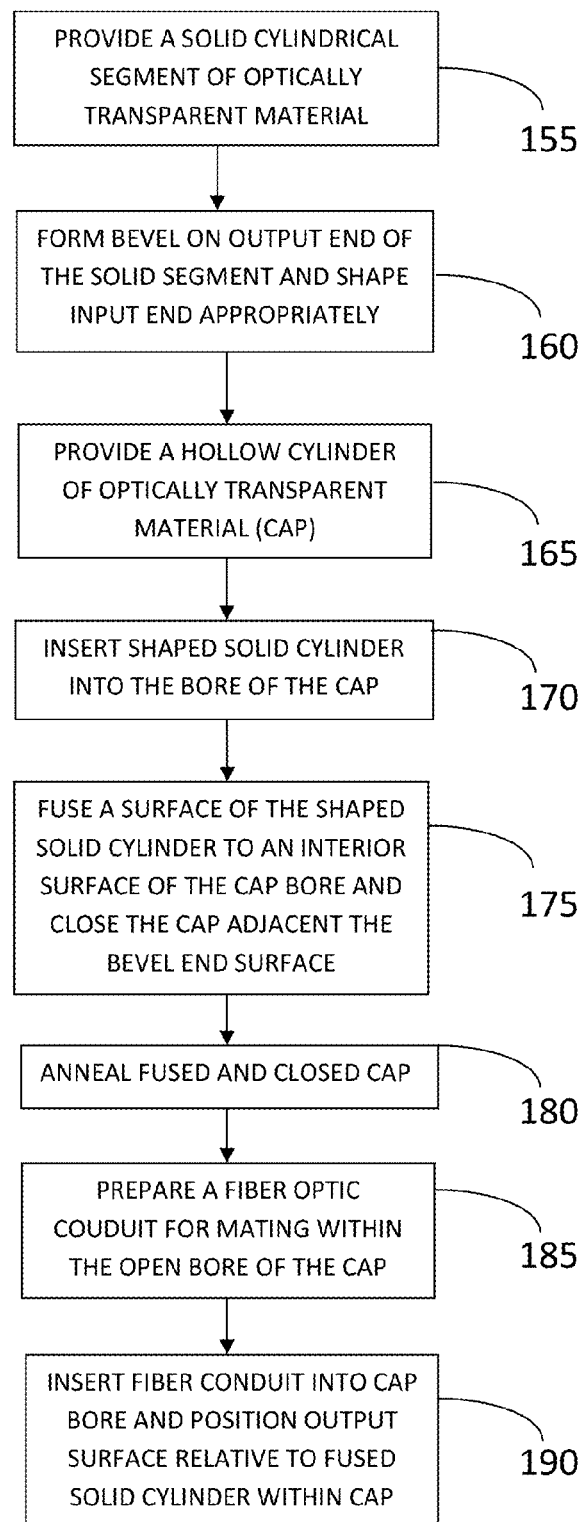 PROVIDE A SOLID CYLINDRICAL
SEGMENT OF OPTICALLY
TRANSPARENT MATERIAL
155
FORM BEVEL ON OUTPUT END OF
THE SOLID SEGMENT AND SHAPE
INPUT END APPROPRIATELY
160
PROVIDE A HOLLOW CYLINDER
OF OPTICALLY TRANSPARENT
MATERIAL (CAP)
165
INSERT SHAPED SOLID CYLINDER
INTO THE BORE OF THE CAP
170
FUSE A SURFACE OF THE SHAPED
SOLID CYLINDER TO AN INTERIOR
SURFACE OF THE CAP BORE AND
CLOSE THE CAP ADJACENT THE
BEVEL END SURFACE
175
ANNEAL FUSED AND CLOSED CAP
180
PREPARE A FIBER OPTIC
COUDUIT FOR MATING WITHIN
THE OPEN BORE OF THE CAP
185
INSERT FIBER CONDUIT INTO CAP
BORE AND POSITION OUTPUT
SURFACE RELATIVE TO FUSED
SOLID CYLINDER WITHIN CAP
190